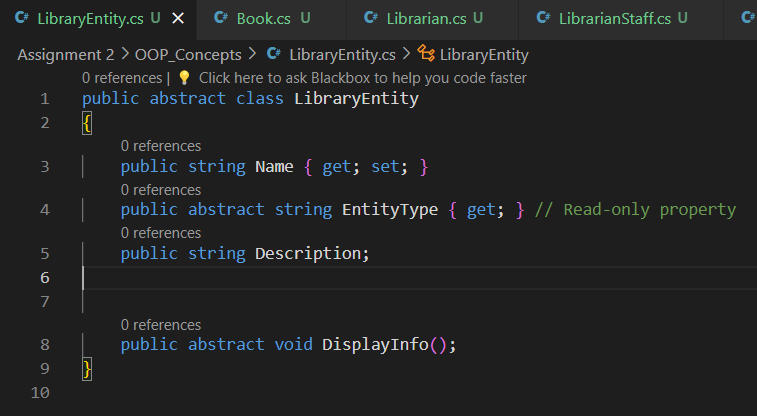 C# LibraryEntity.cs U X C# Book.cs U C# Librarian.cs U C# LibrarianStaff.cs U C#
Assignment 2 > OOP_Concepts > C# LibraryEntity.cs > LibraryEntity
0 references | 💡 Click here to ask Blackbox to help you code faster
1 public abstract class LibraryEntity
2 {
0 references
3 public string Name { get; set; }
0 references
4 public abstract string EntityType { get; } // Read-only property
0 references
5 public string Description;
6
7
0 references
8 public abstract void DisplayInfo();
9 }
10